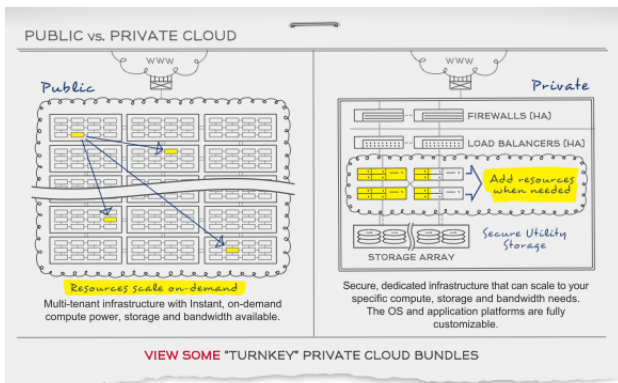 PUBLIC vs. PRIVATE CLOUD
WWW
Public
Resources scale on-demand
Multi-tenant infrastructure with Instant, on-demand
compute power, storage and bandwidth available.
WWW
Private
FIREWALLS [HA]
LOAD BALANCERS [HA]
Add resources
when needed
Secure Utility
Storage
STORAGE ARRAY
Secure, dedicated infrastructure that can scale to your
specific compute, storage and bandwidth needs.
The OS and application platforms are fully
customizable.
VIEW SOME "TURNKEY" PRIVATE CLOUD BUNDLES